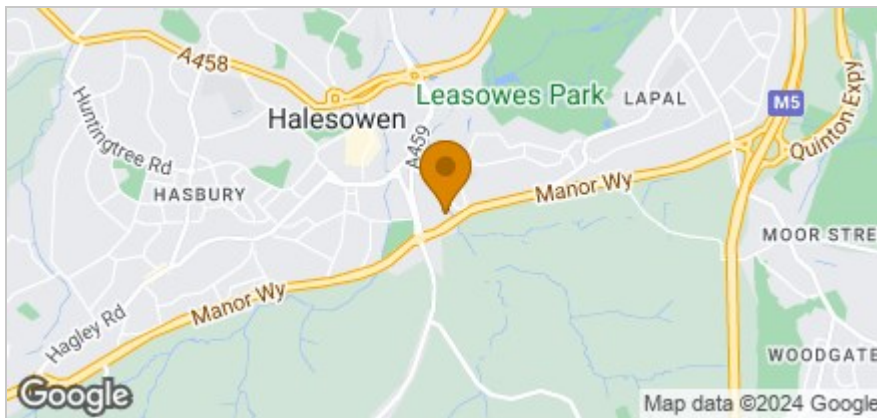 A458
Huntingtree Rd
Halesowen
Leasowes Park
LAPAL
M5
Quinton Expy
A459
HASBURY
Manor Wy
MOOR STRE
Manor Wy
Hagley Rd
WOODGATE
Google
Map data ©2024 Google